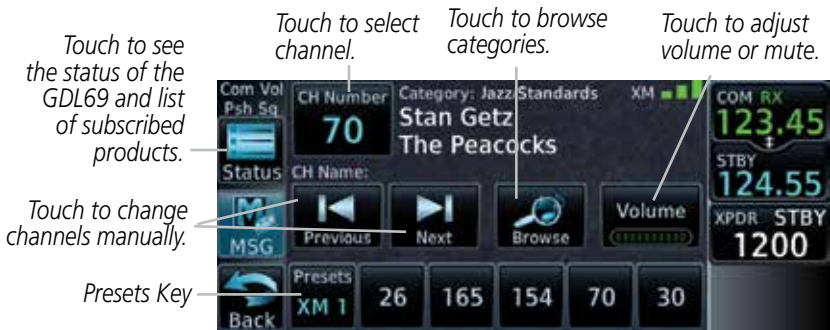 Touch to see
the status of the
GDL69 and list
of subscribed
products.
Touch to select
channel.
Touch to browse
categories.
Touch to adjust
volume or mute.
Touch to change
channels manually.
Presets Key
Com Vol
Psh Sq
CH Number
70
Category: Jazz/Standards
XM
Stan Getz
The Peacocks
Status
CH Name:
MSG
Previous
Next
Browse
Volume
Back
Presets
XM 1
26
165
154
70
30
COM RX
123.45
STBY
124.55
XPDR STBY
1200